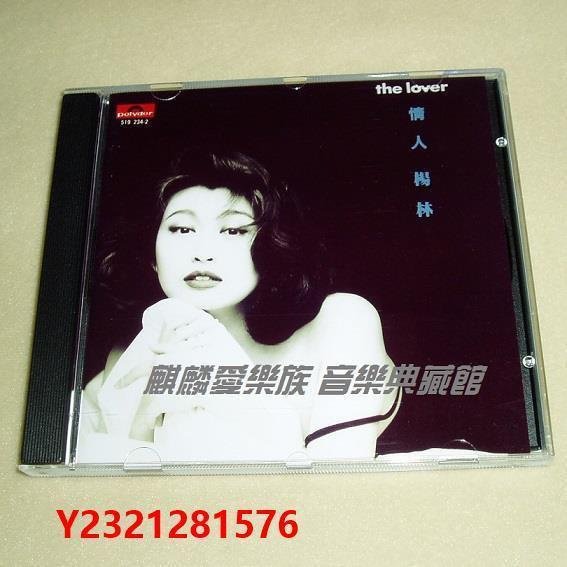 the lover
polydor
519 234-2
情人 楊林
麒麟愛樂族 音樂典藏館
Y2321281576